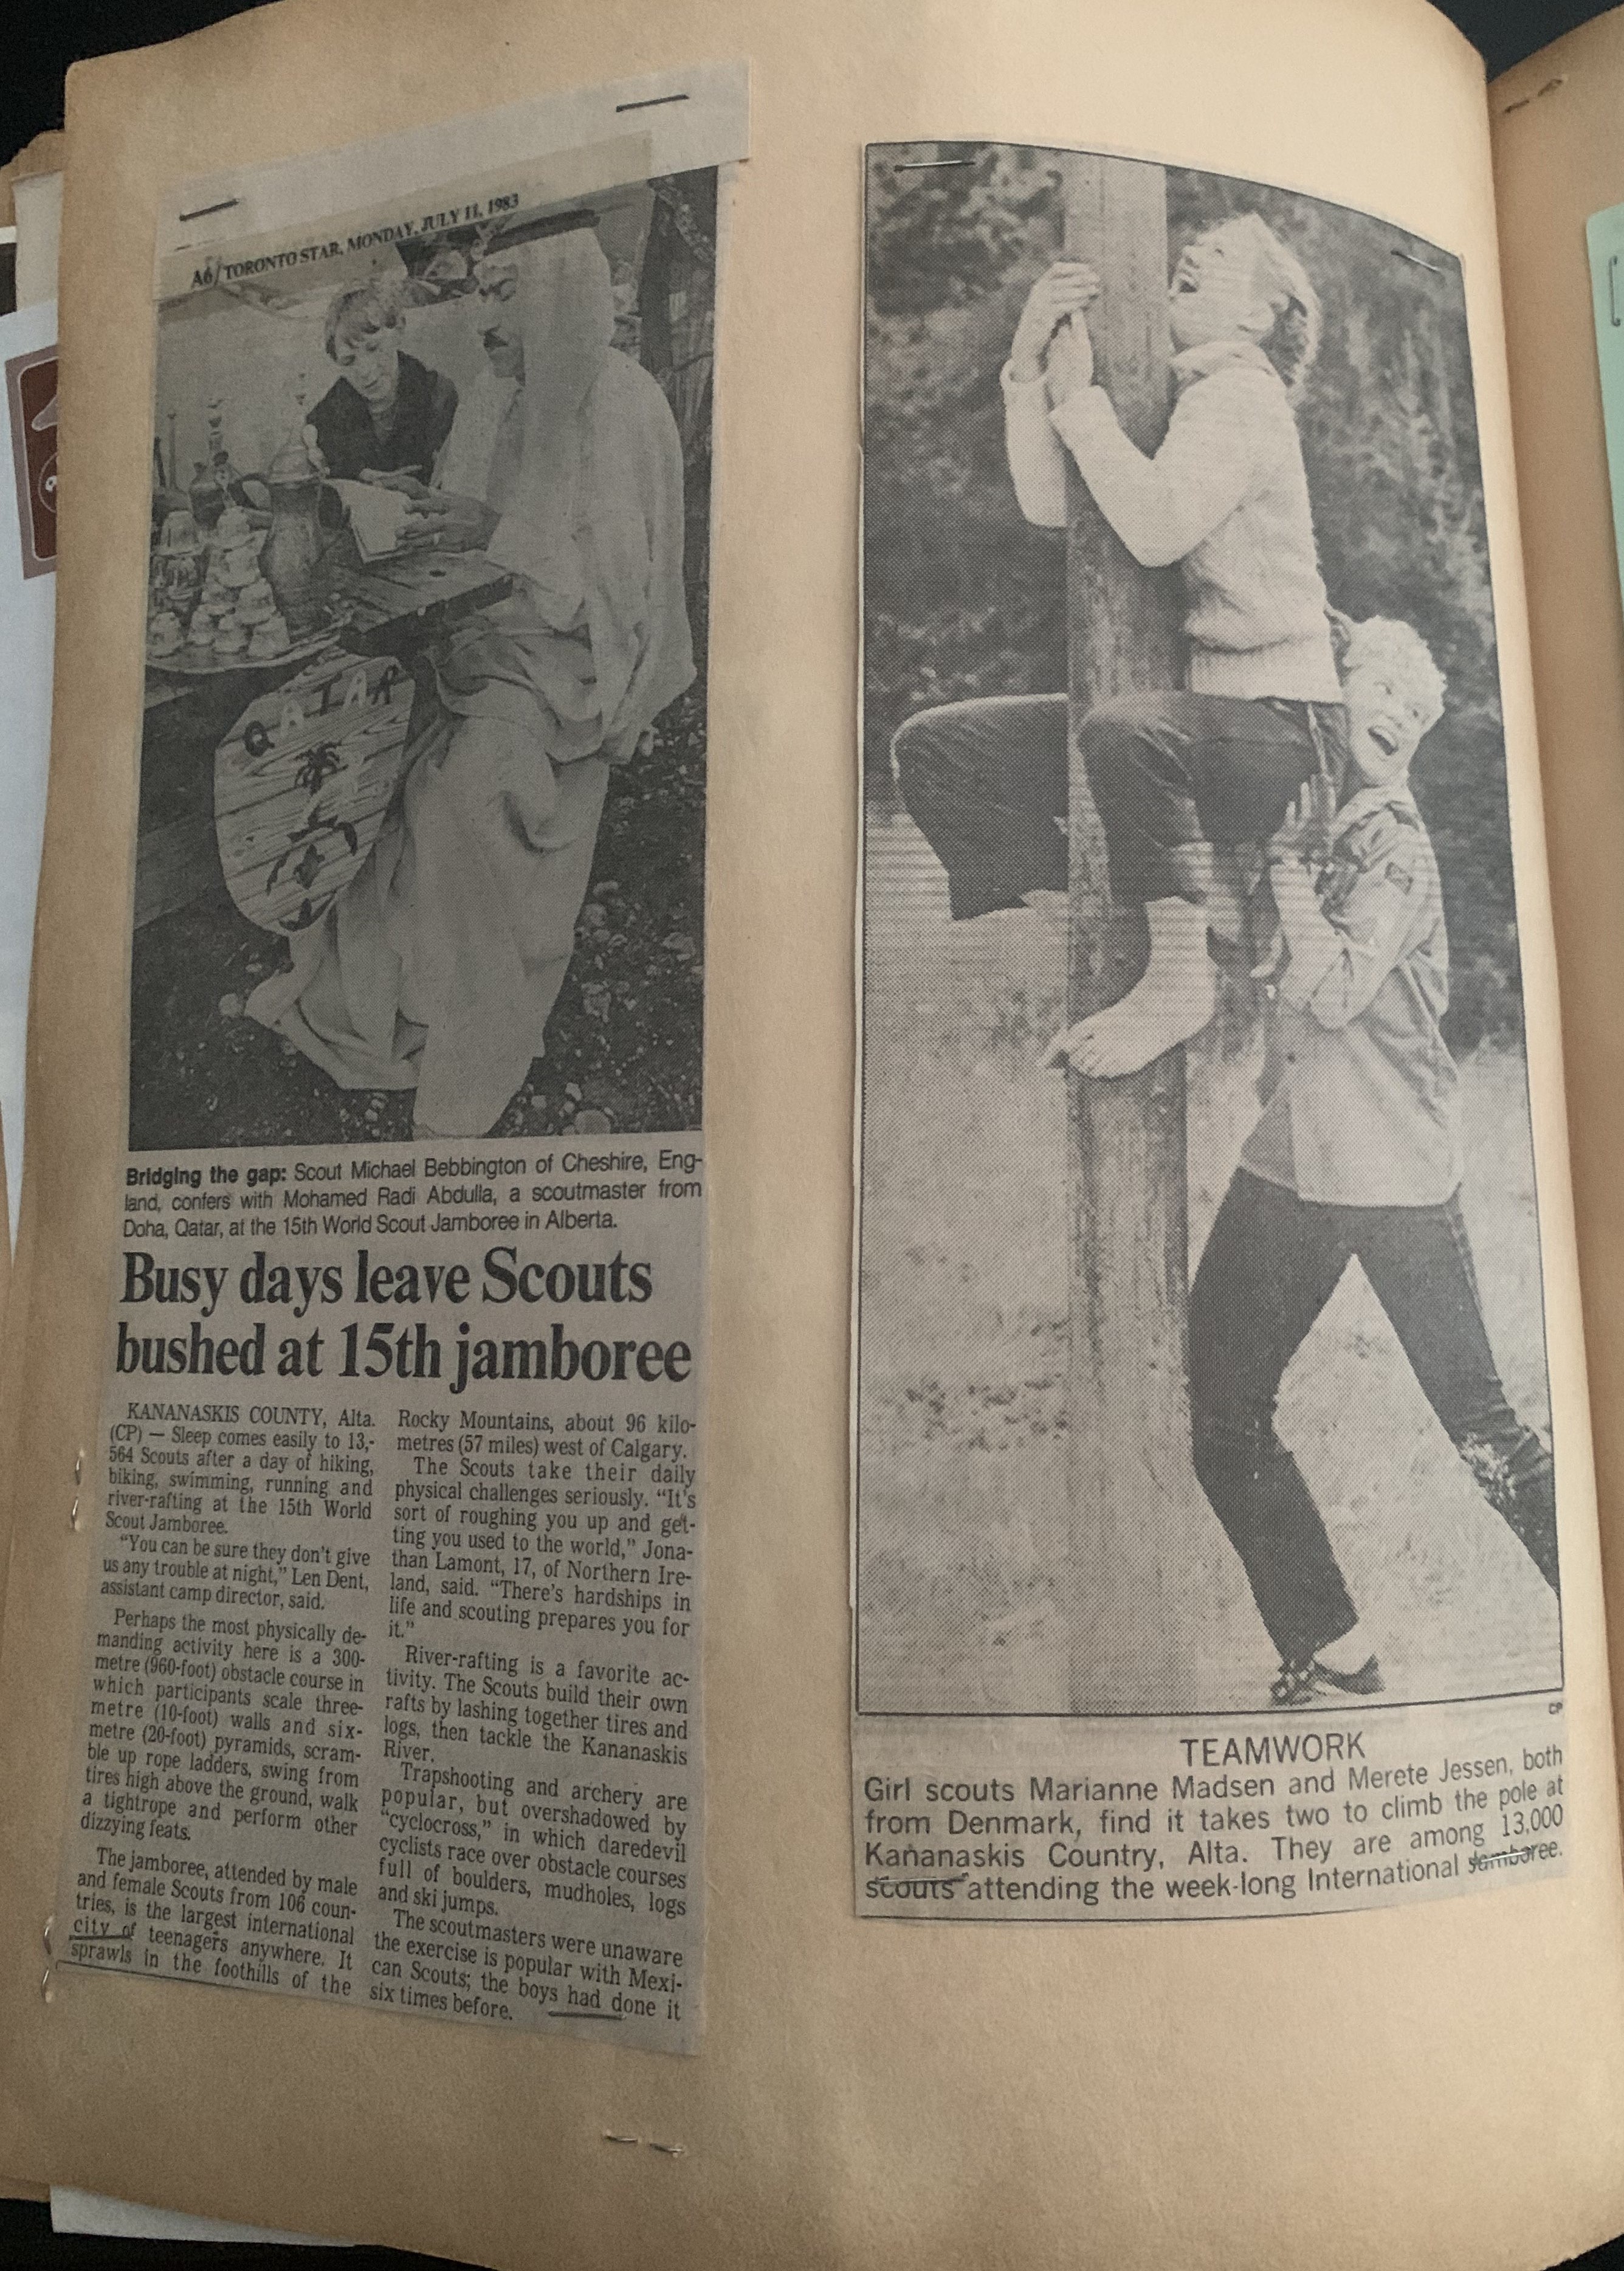 A6/TORONTO STAR, MONDAY, JULY 11, 1983
QATAR
Bridging the gap: Scout Michael Bebbington of Cheshire, Eng-
land, confers with Mohamed Radi Abdulla, a scoutmaster from
Doha, Qatar, at the 15th World Scout Jamboree in Alberta.
Busy days leave Scouts
bushed at 15th jamboree
KANANASKIS COUNTY, Alta.
(CP) — Sleep comes easily to 13,-
564 Scouts after a day of hiking,
biking, swimming, running and
river-rafting at the 15th World
Scout Jamboree.
“You can be sure they don't give
us any trouble at night,” Len Dent,
assistant camp director, said.
Perhaps the most physically de-
manding activity here is a 300-
metre (960-foot) obstacle course in
which participants scale three-
metre (10-foot) walls and six-
metre (20-foot) pyramids, scram-
ble up rope ladders, swing from
tires high above the ground, walk
a tightrope and perform other
dizzying feats.
The jamboree, attended by male
and female Scouts from 106 coun-
tries, is the largest international
city of teenagers anywhere. It
sprawls in the foothills of the
Rocky Mountains, about 96 kilo-
metres (57 miles) west of Calgary.
The Scouts take their daily
physical challenges seriously. “It's
sort of roughing you up and get-
ting you used to the world,” Jona-
than Lamont, 17, of Northern Ire-
land, said. “There's hardships in
life and scouting prepares you for
it.”
River-rafting is a favorite ac-
tivity. The Scouts build their own
rafts by lashing together tires and
logs, then tackle the Kananaskis
River.
Trapshooting and archery are
popular, but overshadowed by
“cyclocross,” in which daredevil
cyclists race over obstacle courses
full of boulders, mudholes, logs
and ski jumps.
The scoutmasters were unaware
the exercise is popular with Mexi-
can Scouts; the boys had done it
six times before.
CP
TEAMWORK
Girl scouts Marianne Madsen and Merete Jessen, both
from Denmark, find it takes two to climb the pole at
Kananaskis Country, Alta. They are among 13,000
scouts attending the week-long International Jamboree.